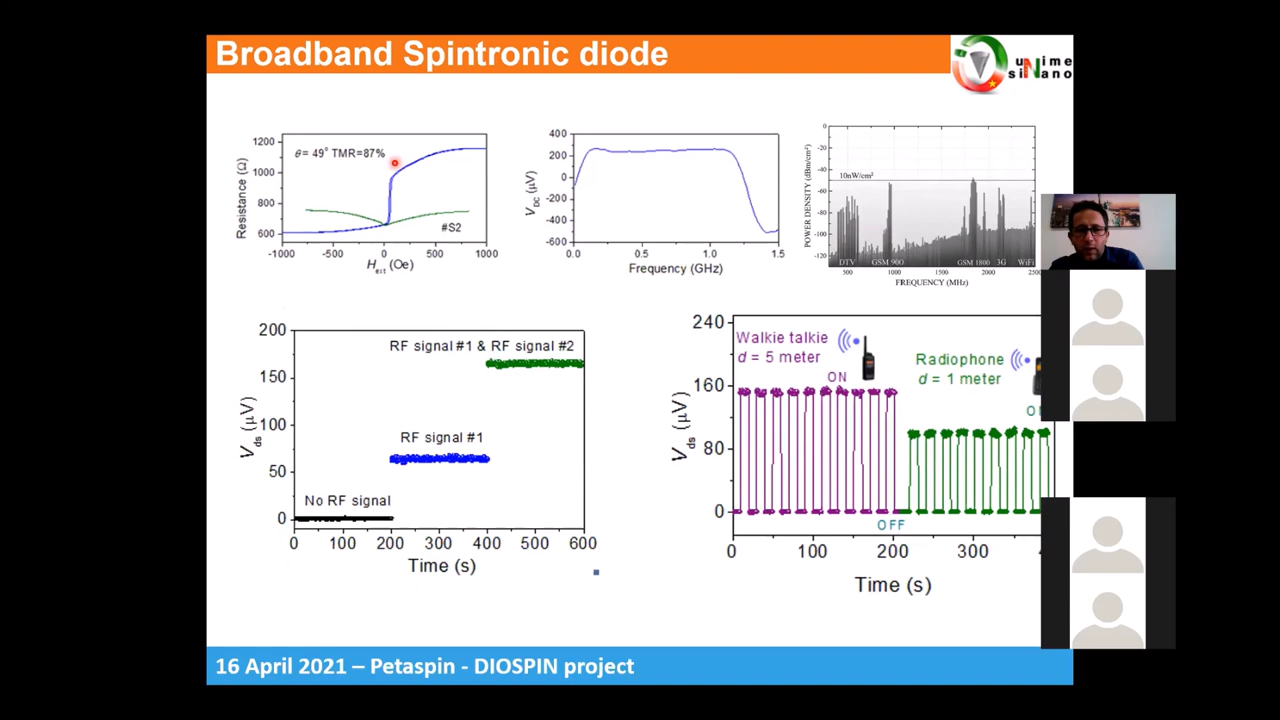 Broadband Spintronic diode
uNime
siNano
1200
1000
800
600
Resistance (Ω)
θ= 49° TMR=87%
#S2
-1000 -500 0 500 1000
Hext (Oe)
400
200
0
-200
-400
-600
VDC (μV)
0.0 0.5 1.0 1.5
Frequency (GHz)
0
-20
-40
-60
-80
-100
-120
POWER DENSITY (dBm/cm²)
10nW/cm²
DTV GSM 900 GSM 1800 3G WiFi
500 1000 1500 2000 2500
FREQUENCY (MHz)
200
150
100
50
0
Vds (μV)
RF signal #1 & RF signal #2
RF signal #1
No RF signal
0 100 200 300 400 500 600
Time (s)
240
160
80
0
Vds (μV)
Walkie talkie
d = 5 meter
ON
Radiophone
d = 1 meter
OFF
0 100 200 300
Time (s)
16 April 2021 – Petaspin - DIOSPIN project